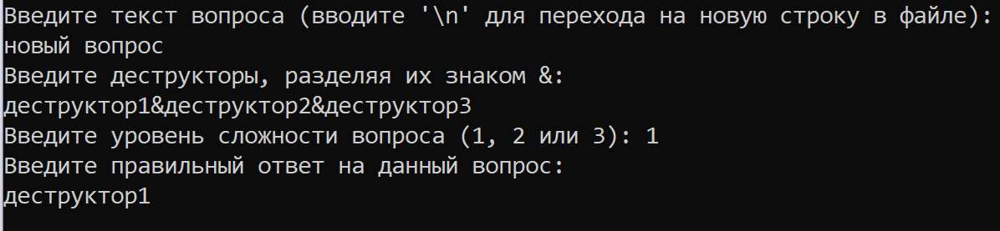 Введите текст вопроса (вводите '\n' для перехода на новую строку в файле):
новый вопрос
Введите деструкторы, разделяя их знаком &:
деструктор1&деструктор2&деструктор3
Введите уровень сложности вопроса (1, 2 или 3): 1
Введите правильный ответ на данный вопрос:
деструктор1